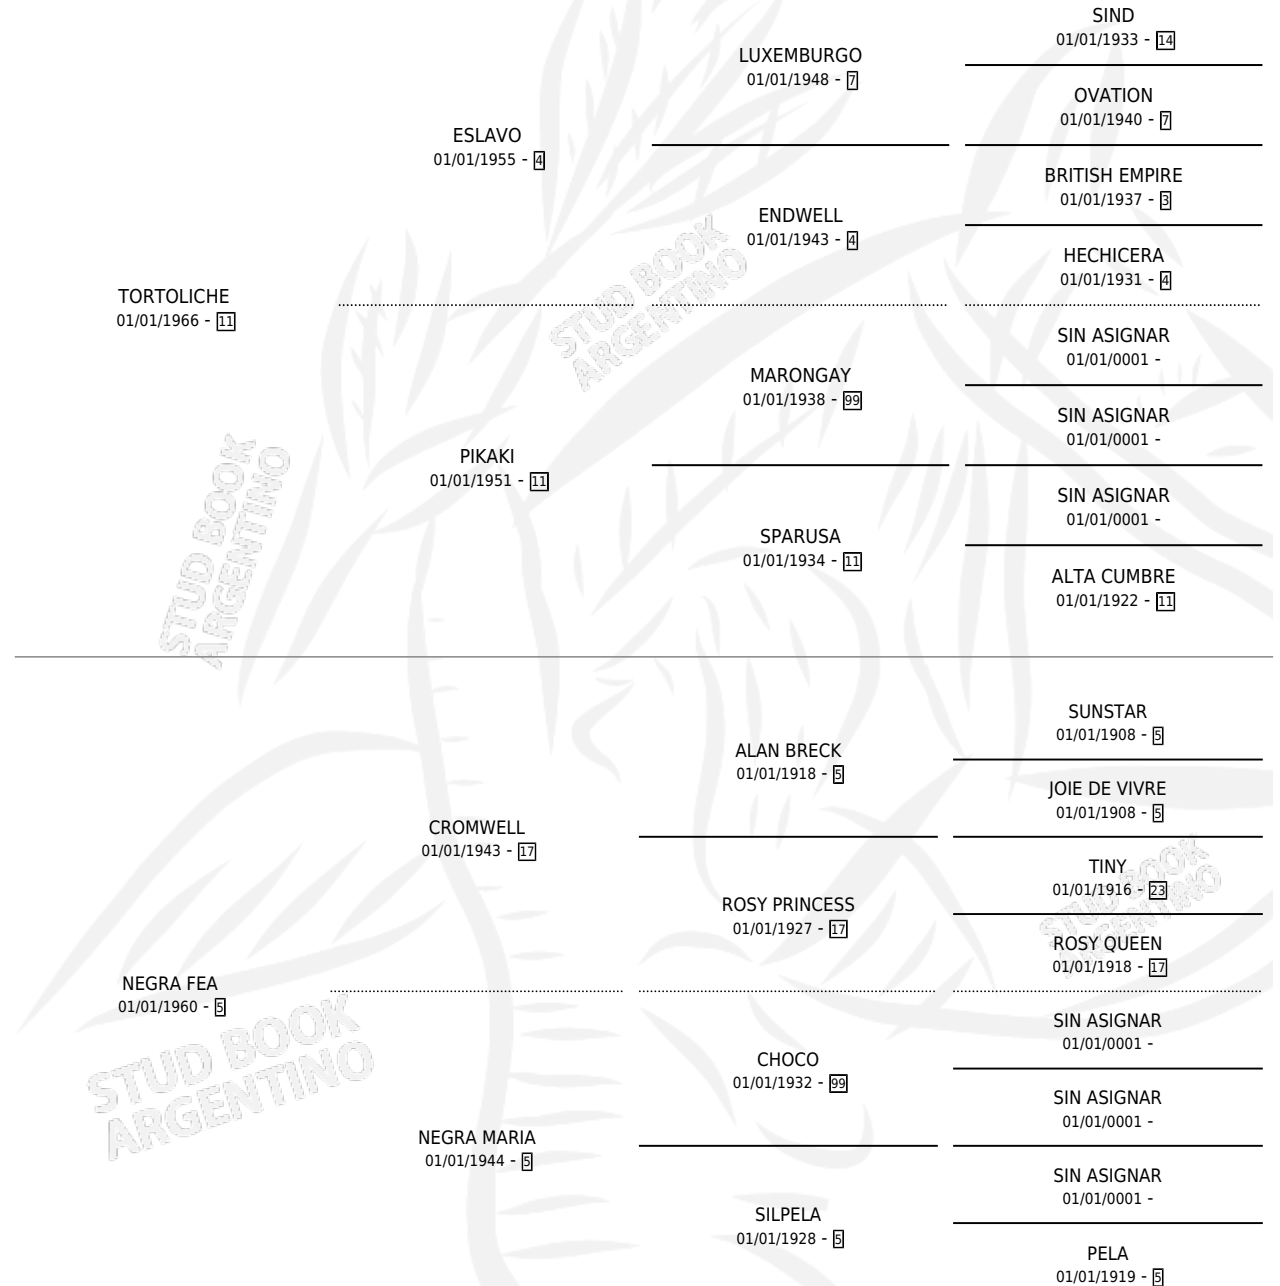 SIND
01/01/1933 - 14
LUXEMBURGO
01/01/1948 - 7
OVATION
01/01/1940 - 7
ESLAVO
01/01/1955 - 4
BRITISH EMPIRE
01/01/1937 - 3
ENDWELL
01/01/1943 - 4
HECHICERA
01/01/1931 - 4
STUD BOOK
ARGENTINO
TORTOLICHE
01/01/1966 - 11
SIN ASIGNAR
01/01/0001 -
MARONGAY
01/01/1938 - 99
SIN ASIGNAR
01/01/0001 -
PIKAKI
01/01/1951 - 11
SIN ASIGNAR
01/01/0001 -
SPARUSA
01/01/1934 - 11
ALTA CUMBRE
01/01/1922 - 11
STUD BOOK
ARGENTINO
SUNSTAR
01/01/1908 - 5
ALAN BRECK
01/01/1918 - 5
JOIE DE VIVRE
01/01/1908 - 5
CROMWELL
01/01/1943 - 17
TINY
01/01/1916 - 23
ROSY PRINCESS
01/01/1927 - 17
ROSY QUEEN
01/01/1918 - 17
STUD BOOK
ARGENTINO
NEGRA FEA
01/01/1960 - 5
SIN ASIGNAR
01/01/0001 -
CHOCO
01/01/1932 - 99
SIN ASIGNAR
01/01/0001 -
STUD BOOK
ARGENTINO
NEGRA MARIA
01/01/1944 - 5
SIN ASIGNAR
01/01/0001 -
SILPELA
01/01/1928 - 5
PELA
01/01/1919 - 5